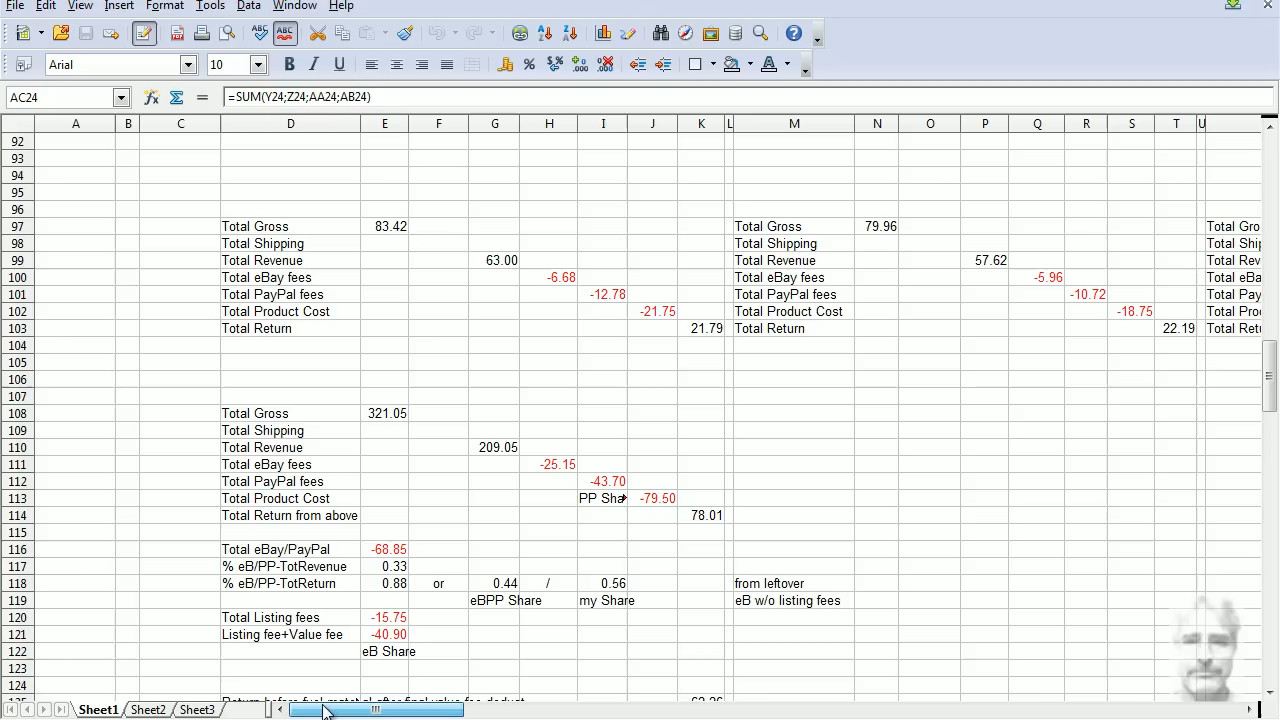 File Edit View Insert Format Tools Data Window Help
Arial 10
AC24 =SUM(Y24;Z24;AA24;AB24)
A B C D E F G H I J K L M N O P Q R S T U
92
93
94
95
96
97 Total Gross 83.42 Total Gross 79.96 Total Gro
98 Total Shipping Total Shipping Total Ship
99 Total Revenue 63.00 Total Revenue 57.62 Total Rev
100 Total eBay fees -6.68 Total eBay fees -5.96 Total eBa
101 Total PayPal fees -12.78 Total PayPal fees -10.72 Total Pay
102 Total Product Cost -21.75 Total Product Cost -18.75 Total Pro
103 Total Return 21.79 Total Return 22.19 Total Retu
104
105
106
107
108 Total Gross 321.05
109 Total Shipping
110 Total Revenue 209.05
111 Total eBay fees -25.15
112 Total PayPal fees -43.70
113 Total Product Cost PP Sha -79.50
114 Total Return from above 78.01
115
116 Total eBay/PayPal -68.85
117 % eB/PP-TotRevenue 0.33
118 % eB/PP-TotReturn 0.88 or 0.44 / 0.56 from leftover
119 eBPP Share my Share eB w/o listing fees
120 Total Listing fees -15.75
121 Listing fee+Value fee -40.90
122 eB Share
123
124
Sheet1 Sheet2 Sheet3